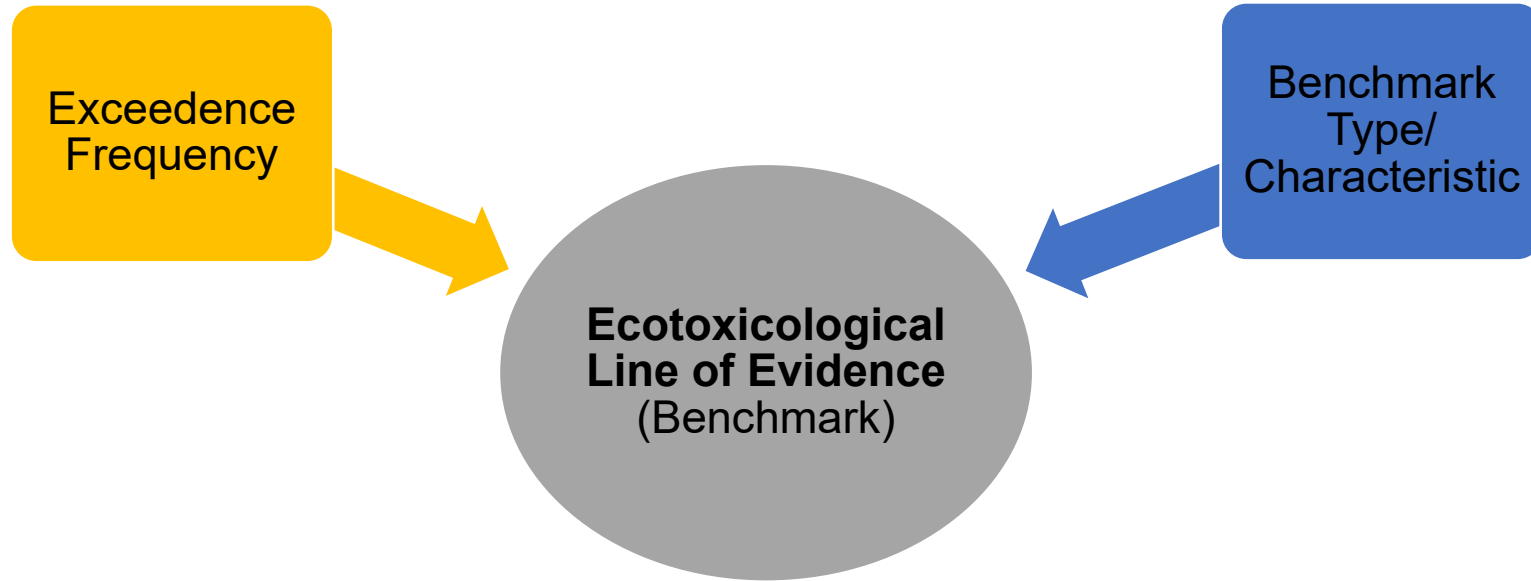 Exceedence
Frequency
Benchmark
Type/
Characteristic
Ecotoxicological
Line of Evidence
(Benchmark)